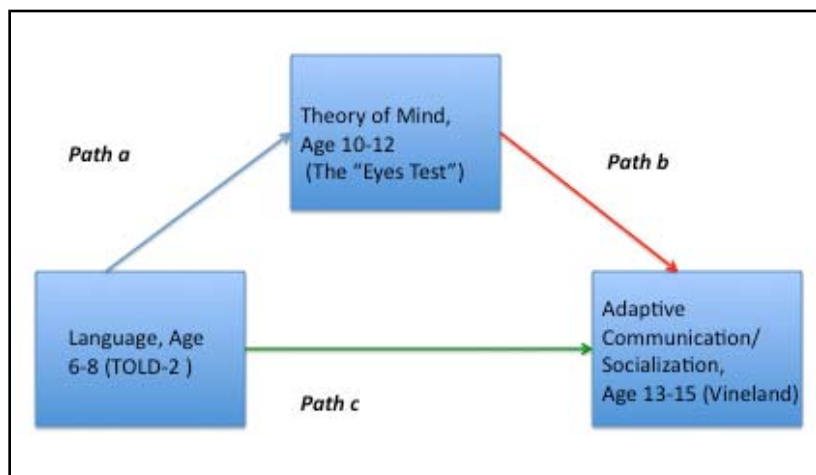 Theory of Mind,
Age 10-12
(The “Eyes Test”)
Path a
Path b
Language, Age
6-8 (TOLD-2 )
Adaptive
Communication/
Socialization,
Age 13-15 (Vineland)
Path c